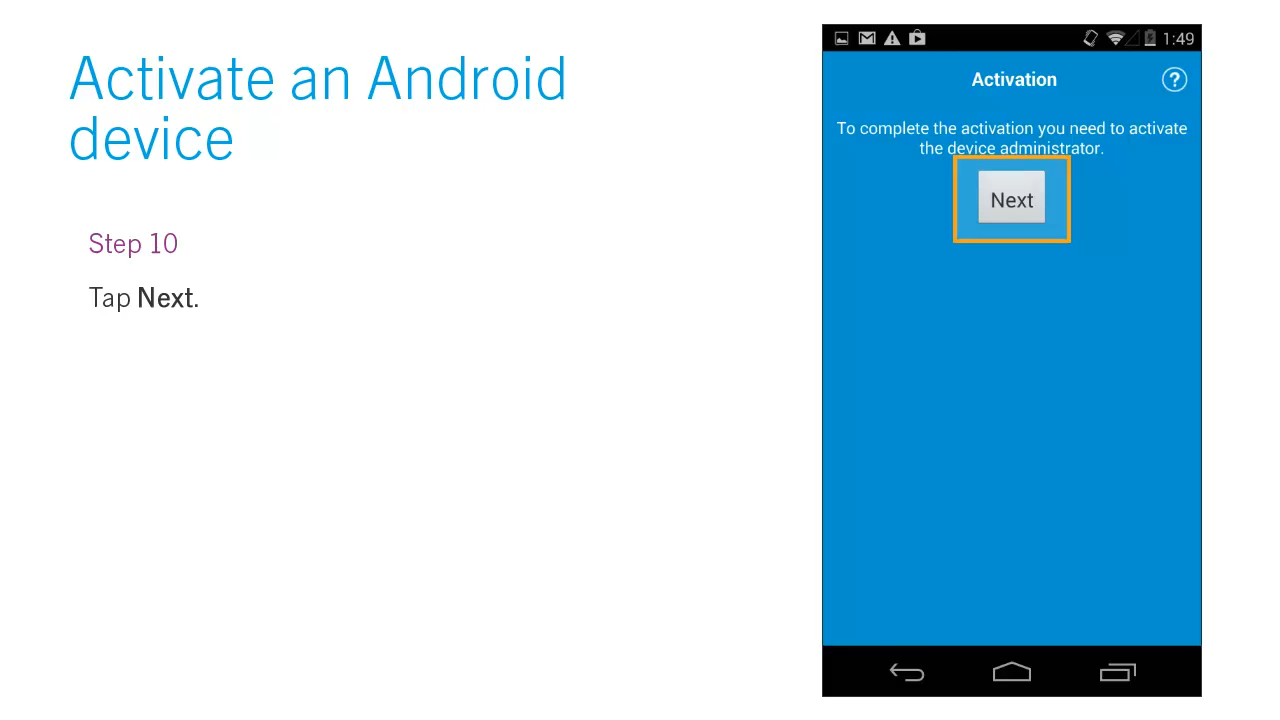 Activate an Android
device
Step 10
Tap Next.
1:49
Activation
?
To complete the activation you need to activate
the device administrator.
Next